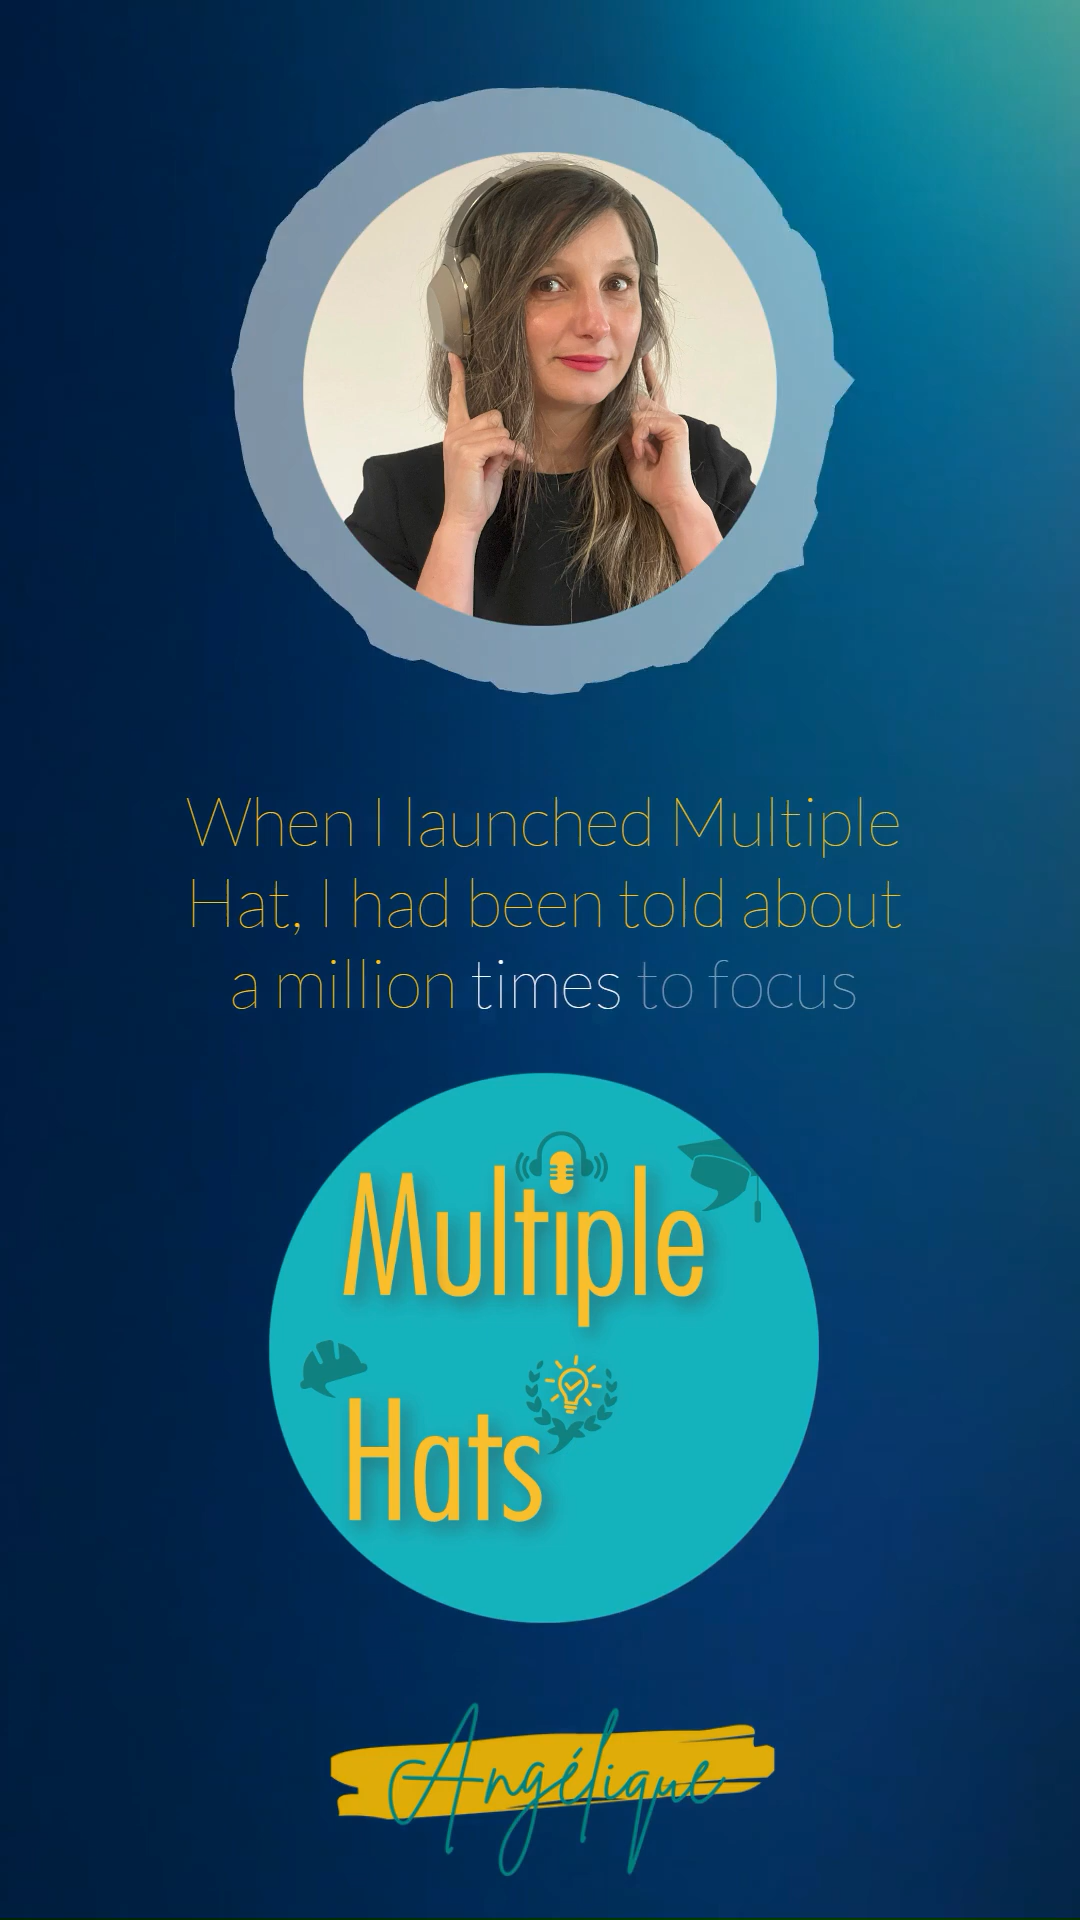 When I launched Multiple
Hat, I had been told about
a million times to focus
Multiple
Hats
Angélique